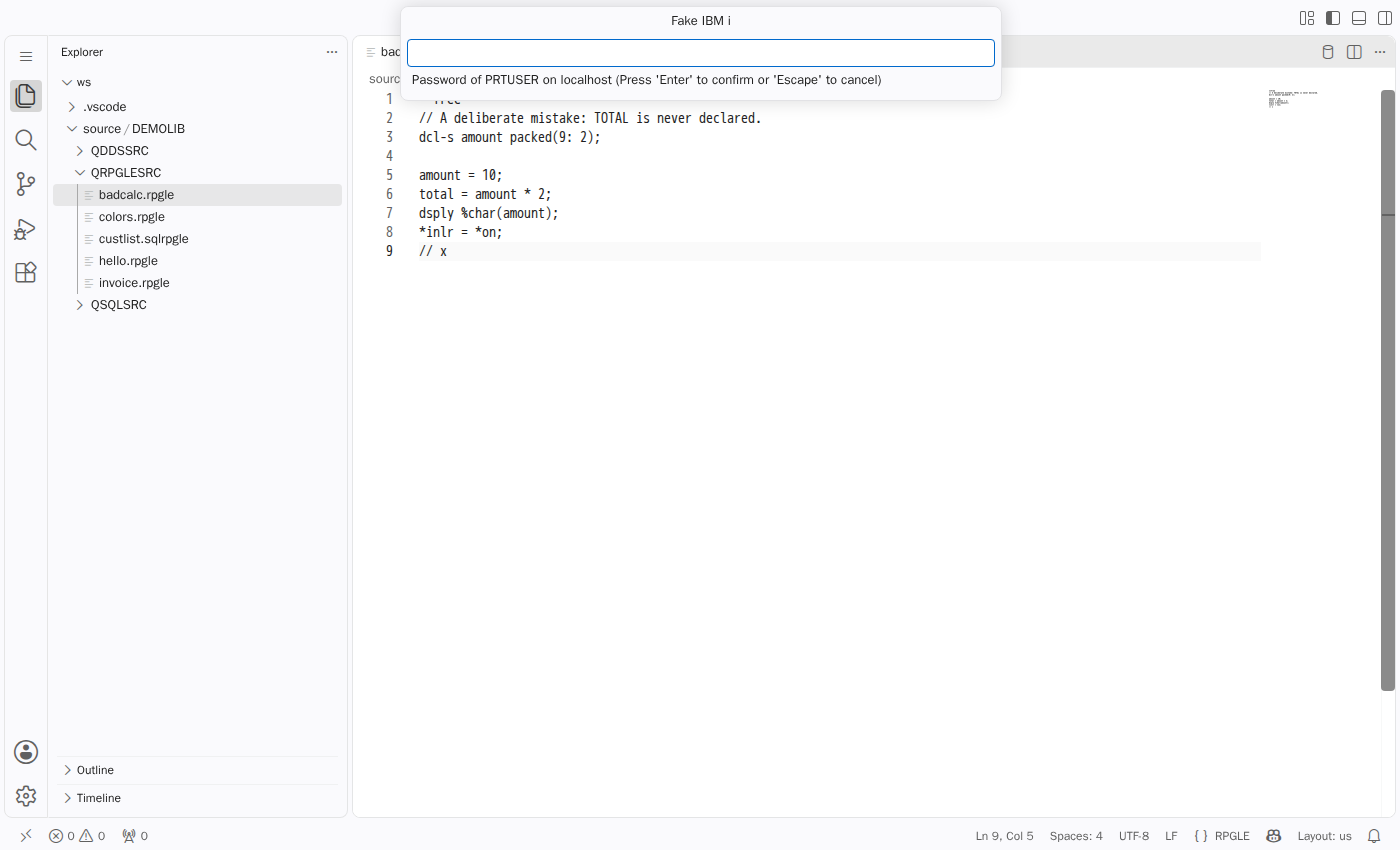 Fake IBM i
Password of PRTUSER on localhost (Press 'Enter' to confirm or 'Escape' to cancel)
Explorer
ws
.vscode
source / DEMOLIB
QDDSSRC
QRPGLESRC
badcalc.rpgle
colors.rpgle
custlist.sqlrpgle
hello.rpgle
invoice.rpgle
QSQLSRC
Outline
Timeline
1
2 // A deliberate mistake: TOTAL is never declared.
3 dcl-s amount packed(9: 2);
4
5 amount = 10;
6 total = amount * 2;
7 dsply %char(amount);
8 *inlr = *on;
9 // x
0 0 0
Ln 9, Col 5 Spaces: 4 UTF-8 LF { } RPGLE Layout: us